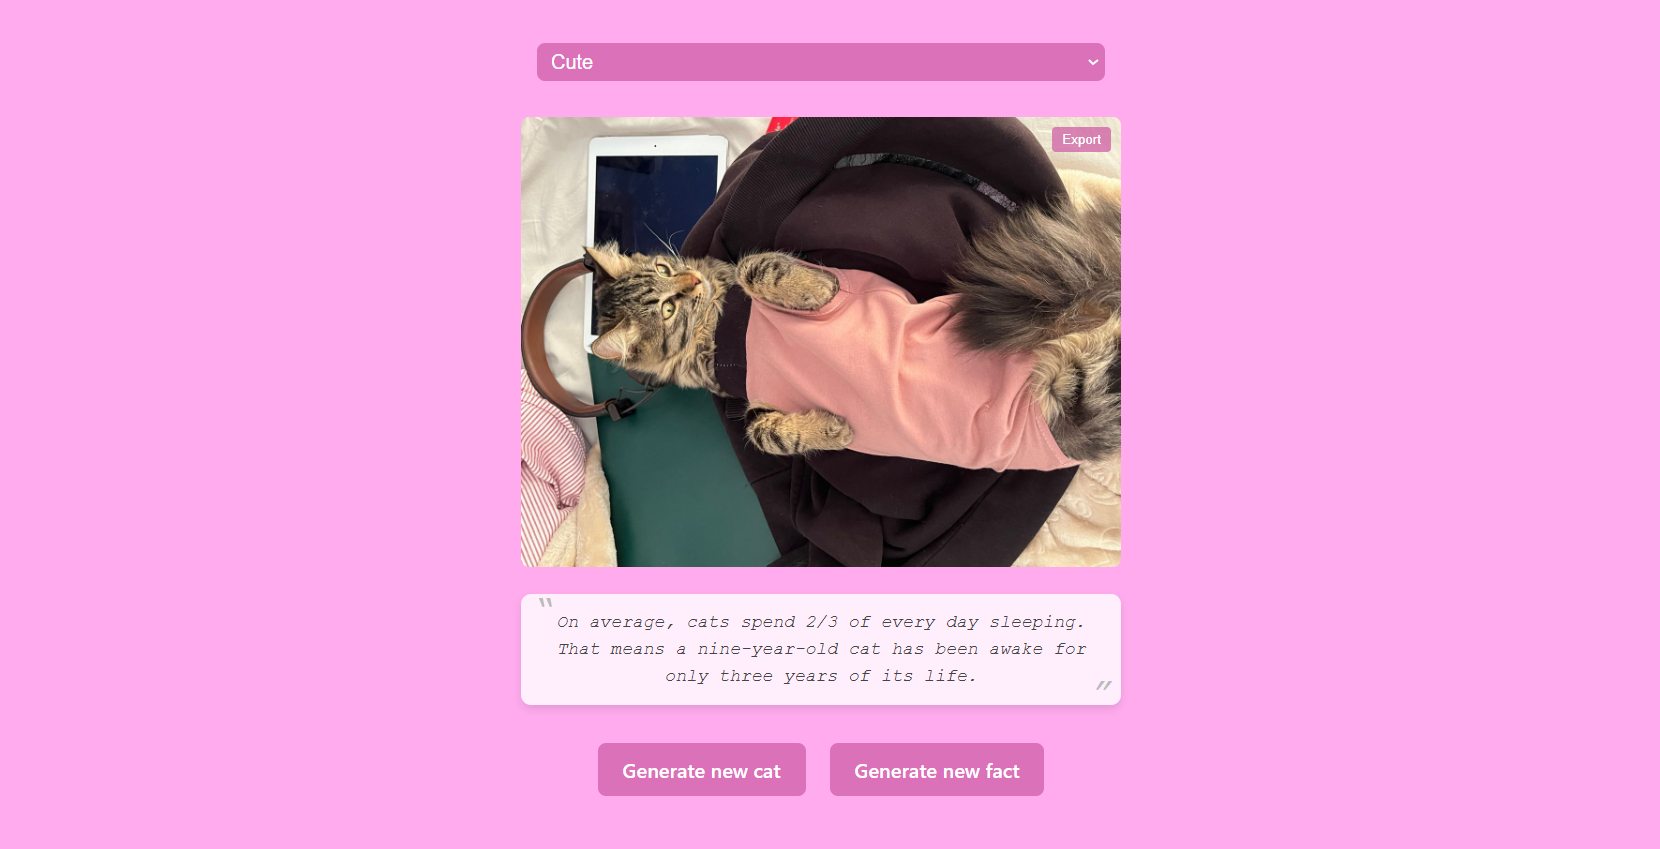 Cute
Export
"
On average, cats spend 2/3 of every day sleeping.
That means a nine-year-old cat has been awake for
only three years of its life.
"
Generate new cat
Generate new fact